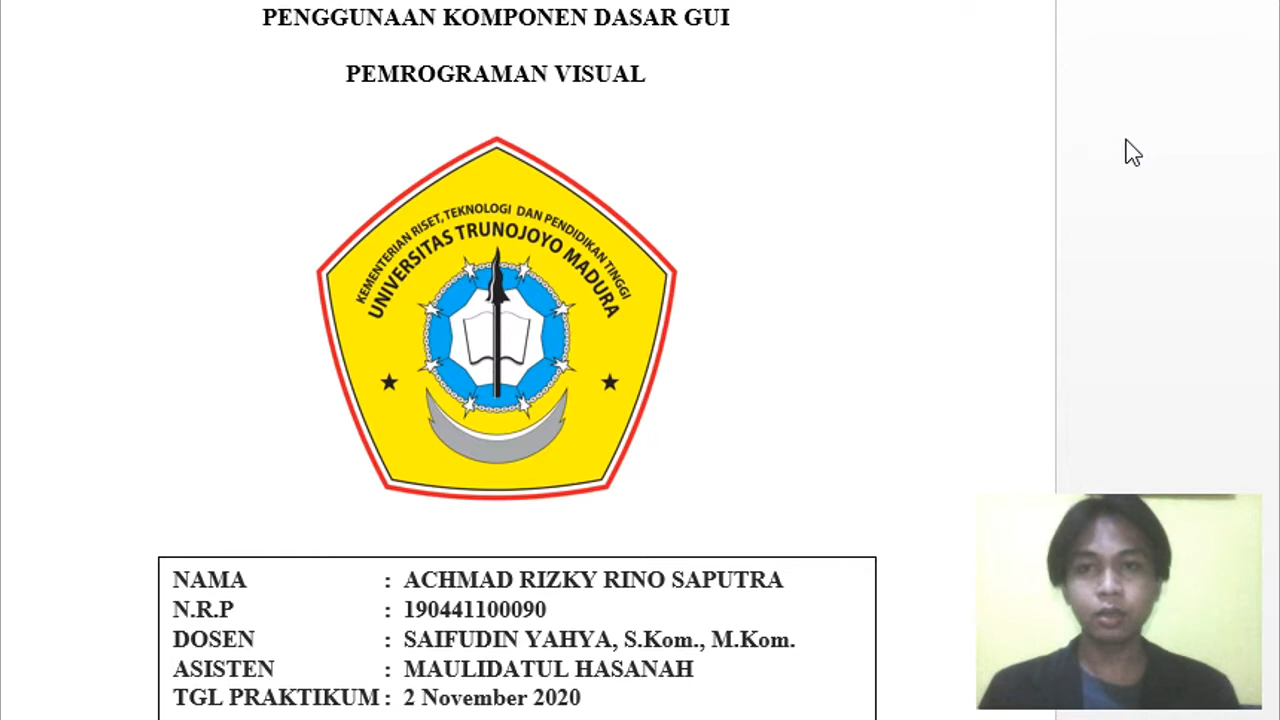 PENGGUNAAN KOMPONEN DASAR GUI
PEMROGRAMAN VISUAL
KEMENTERIAN RISET, TEKNOLOGI DAN PENDIDIKAN TINGGI
UNIVERSITAS TRUNOJOYO MADURA
NAMA : ACHMAD RIZKY RINO SAPUTRA
N.R.P : 190441100090
DOSEN : SAIFUDIN YAHYA, S.Kom., M.Kom.
ASISTEN : MAULIDATUL HASANAH
TGL PRAKTIKUM : 2 November 2020